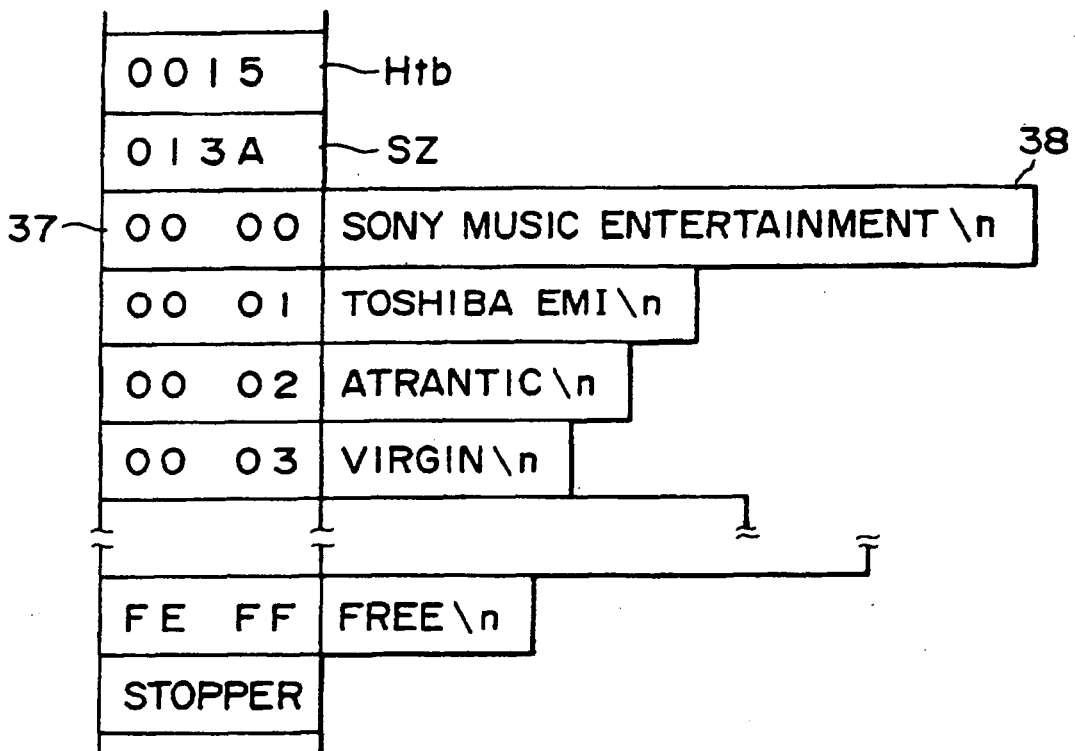 0015 Htb
013A SZ
38
37 00 00 SONY MUSIC ENTERTAINMENT \n
00 01 TOSHIBA EMI\n
00 02 ATRANTIC\n
00 03 VIRGIN\n
FE FF FREE\n
STOPPER